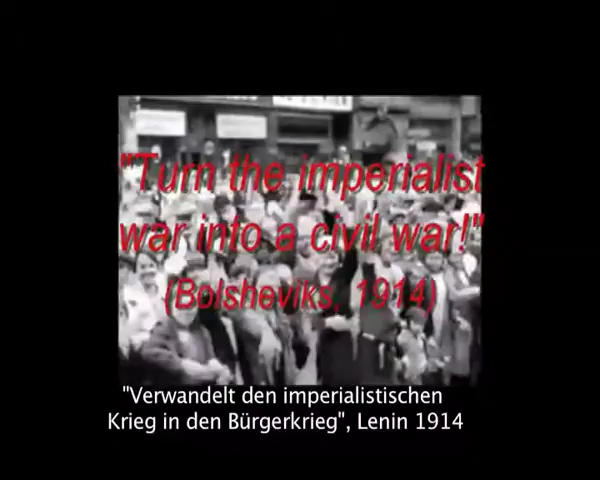 "Turn the imperialist
war into a civil war!"
(Bolsheviks, 1914)
"Verwandelt den imperialistischen
Krieg in den Bürgerkrieg", Lenin 1914